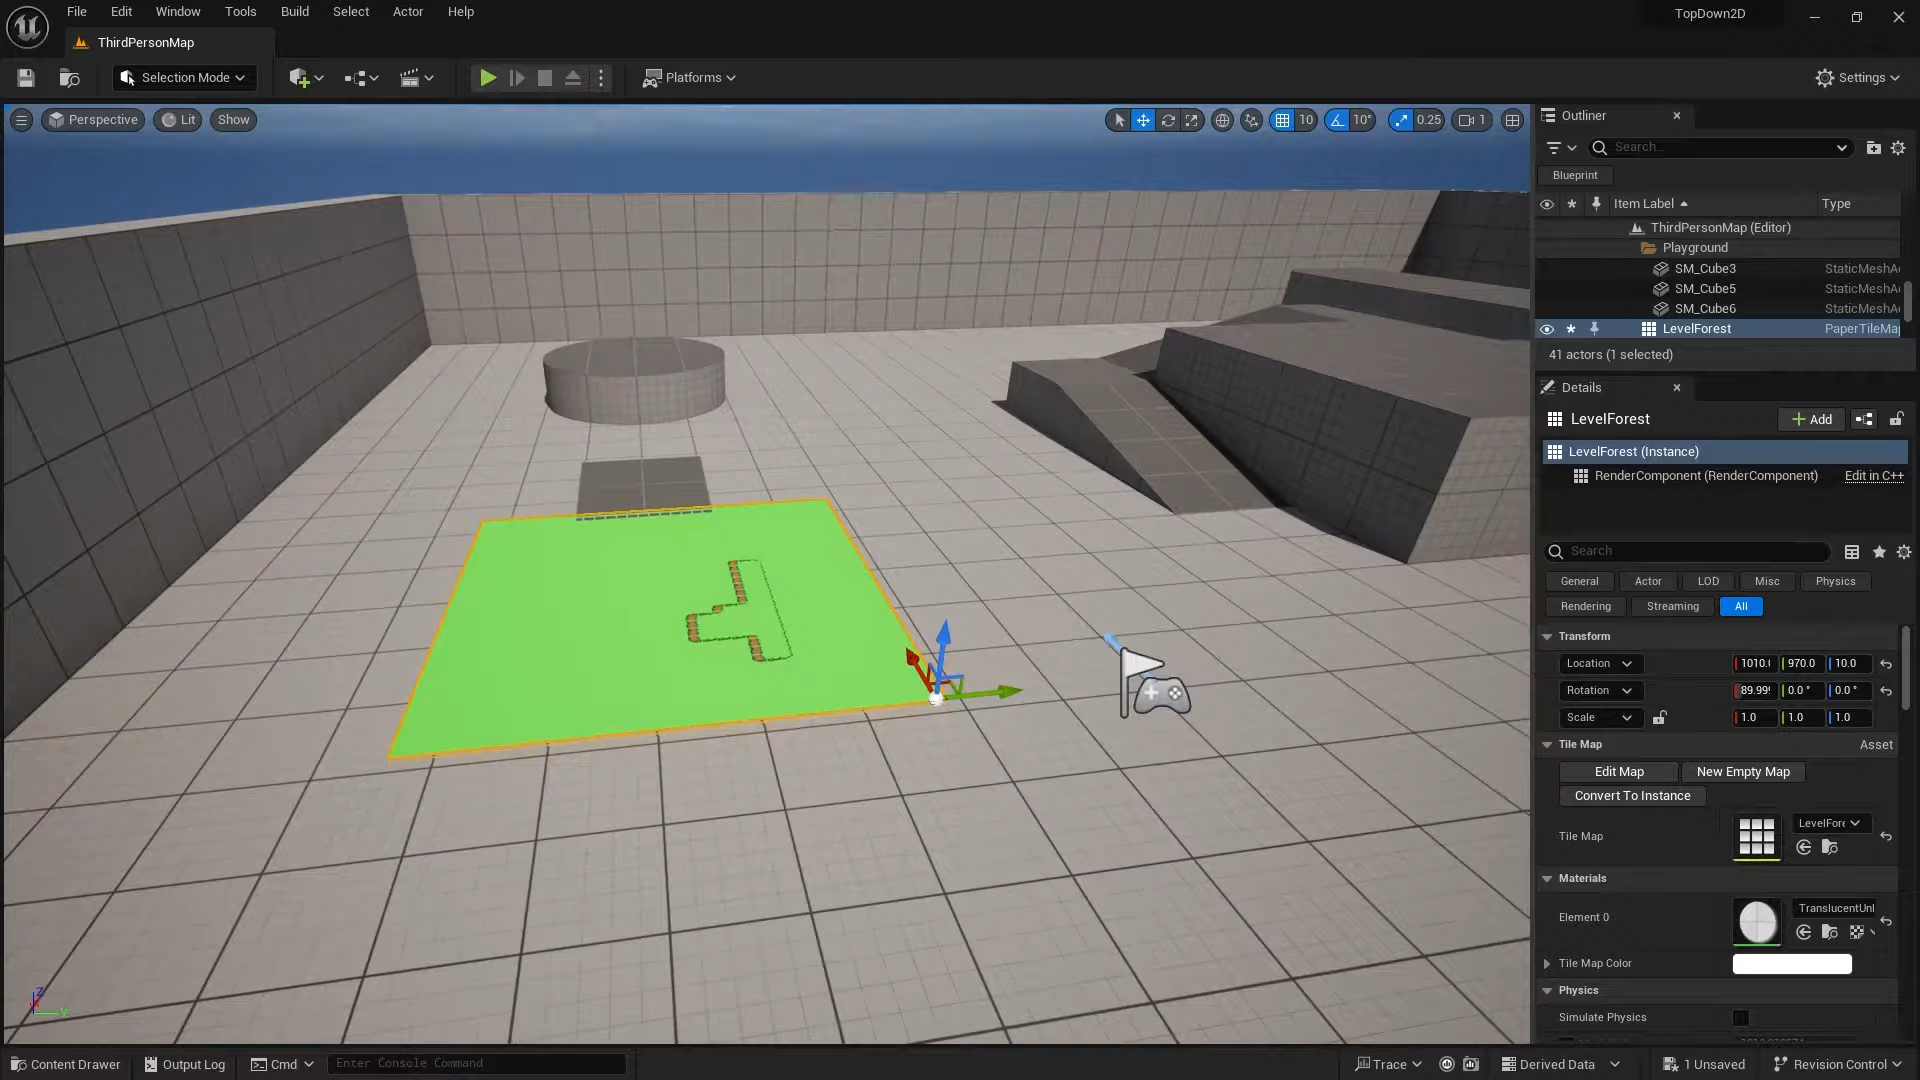 File Edit Window Tools Build Select Actor Help
TopDown2D
ThirdPersonMap
Selection Mode
Platforms
Settings
Perspective
Lit
Show
10
10°
0.25
1
Outliner
Search...
Blueprint
Item Label
Type
ThirdPersonMap (Editor)
Playground
SM_Cube3 StaticMeshA
SM_Cube5 StaticMeshA
SM_Cube6 StaticMeshA
LevelForest PaperTileMa
41 actors (1 selected)
Details
LevelForest
Add
LevelForest (Instance)
RenderComponent (RenderComponent) Edit in C++
Search
General Actor LOD Misc Physics
Rendering Streaming All
Transform
Location 1010. 970.0 10.0
Rotation 89.99 0.0 ° 0.0 °
Scale 1.0 1.0 1.0
Tile Map Asset
Edit Map New Empty Map
Convert To Instance
Tile Map
LevelFore
Materials
Element 0
TranslucentUnl
Tile Map Color
Physics
Simulate Physics
Z
Y
Content Drawer Output Log Cmd Enter Console Command Trace Derived Data 1 Unsaved Revision Control